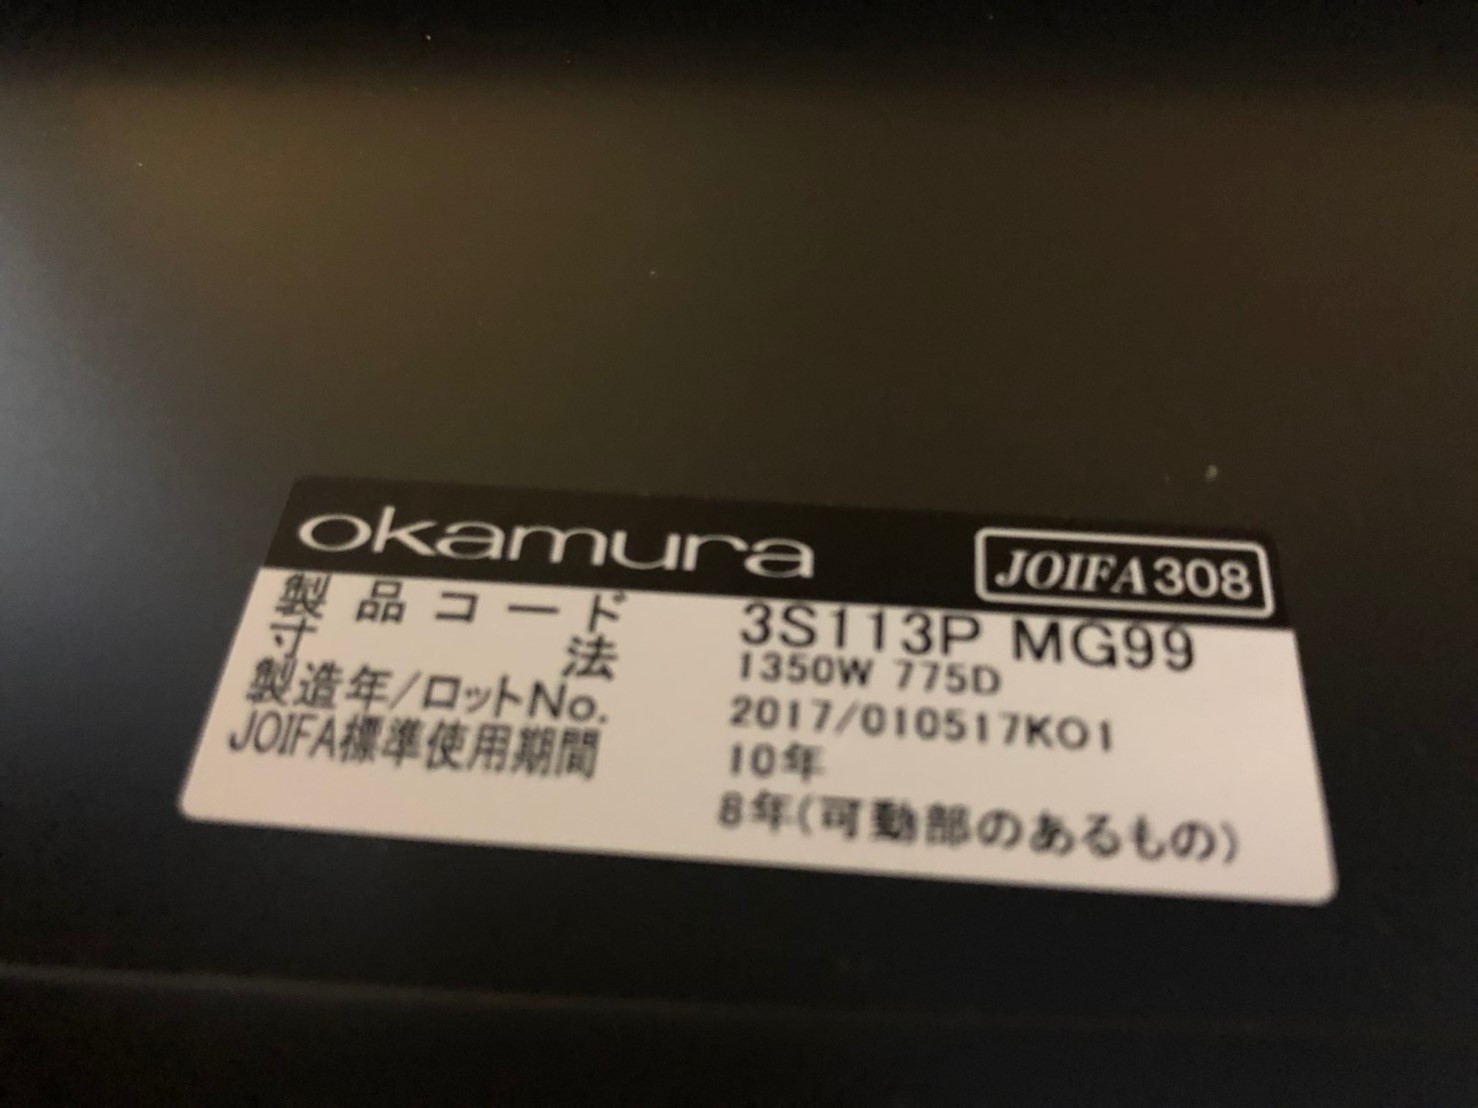 okamura JOIFA308
製品コード 3S113P MG99
寸法 1350W 775D
製造年/ロットNo. 2017/010517K01
JOIFA標準使用期間 10年
8年(可動部のあるもの)